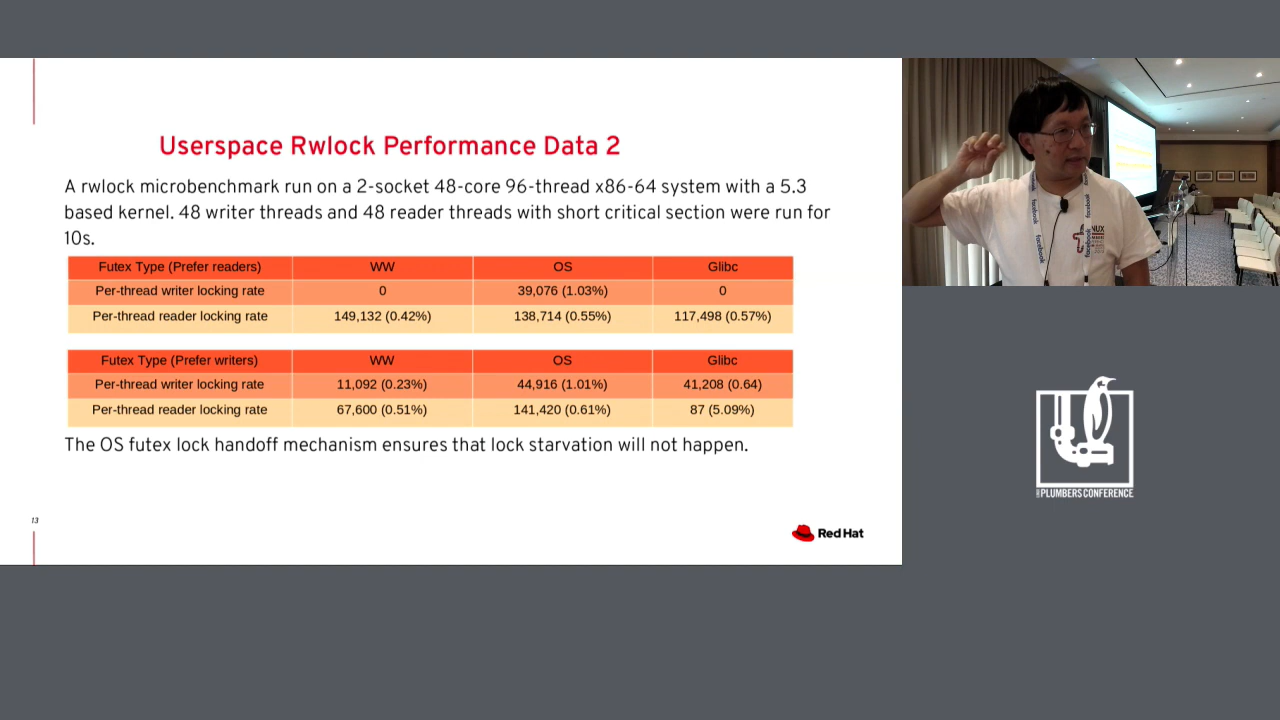 Userspace Rwlock Performance Data 2
A rwlock microbenchmark run on a 2-socket 48-core 96-thread x86-64 system with a 5.3
based kernel. 48 writer threads and 48 reader threads with short critical section were run for
10s.
Futex Type (Prefer readers) WW OS Glibc
Per-thread writer locking rate 0 39,076 (1.03%) 0
Per-thread reader locking rate 149,132 (0.42%) 138,714 (0.55%) 117,498 (0.57%)
Futex Type (Prefer writers) WW OS Glibc
Per-thread writer locking rate 11,092 (0.23%) 44,916 (1.01%) 41,208 (0.64)
Per-thread reader locking rate 67,600 (0.51%) 141,420 (0.61%) 87 (5.09%)
The OS futex lock handoff mechanism ensures that lock starvation will not happen.
13
Red Hat
facebook
facebook
facebook
facebook
PLUMBERS CONFERENCE